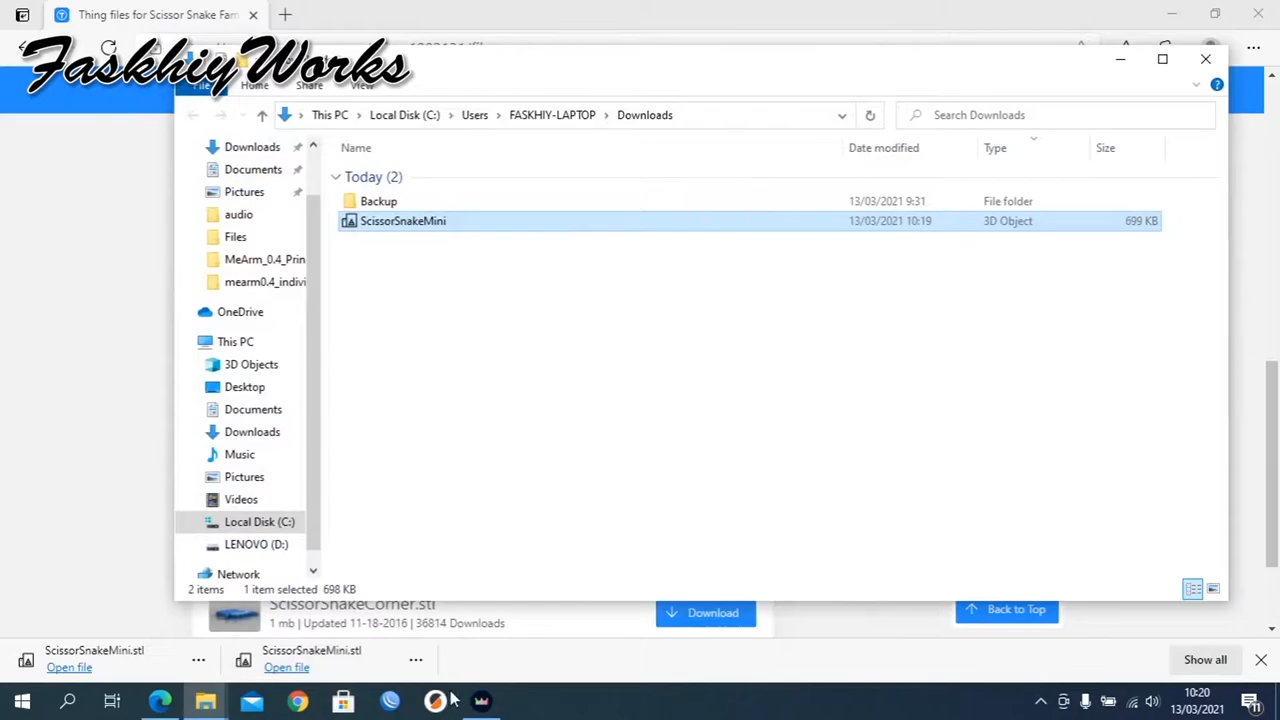 Thing files for Scissor Snake Fam
FaskhiyWorks
File Home Share View
This PC > Local Disk (C:) > Users > FASKHIY-LAPTOP > Downloads
Search Downloads
Name Date modified Type Size
Today (2)
Backup 13/03/2021 9:31 File folder
ScissorSnakeMini 13/03/2021 10:19 3D Object 699 KB
Downloads
Documents
Pictures
audio
Files
MeArm_0.4_Prin
mearm0.4_indivi
OneDrive
This PC
3D Objects
Desktop
Documents
Downloads
Music
Pictures
Videos
Local Disk (C:)
LENOVO (D:)
Network
2 items 1 item selected 698 KB
ScissorSnakeCorner.stl
1 mb | Updated 11-18-2016 | 36814 Downloads
Download
Back to Top
ScissorSnakeMini.stl
Open file
ScissorSnakeMini.stl
Open file
Show all
10:20
13/03/2021
11